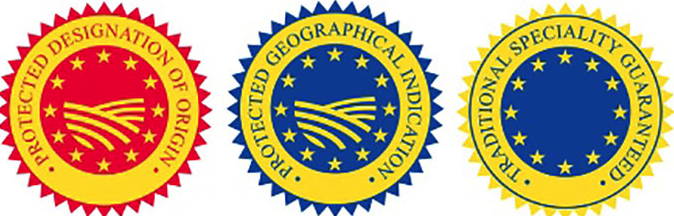 · PROTECTED DESIGNATION OF ORIGIN ·
· PROTECTED GEOGRAPHICAL INDICATION ·
· TRADITIONAL SPECIALITY GUARANTEED ·